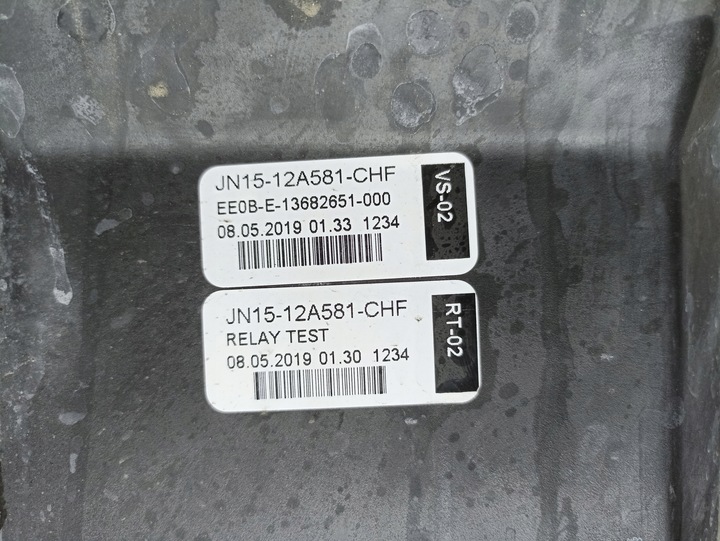 JN15-12A581-CHF
EE0B-E-13682651-000
08.05.2019 01.33 1234
VS-02
JN15-12A581-CHF
RELAY TEST
08.05.2019 01.30 1234
RT-02